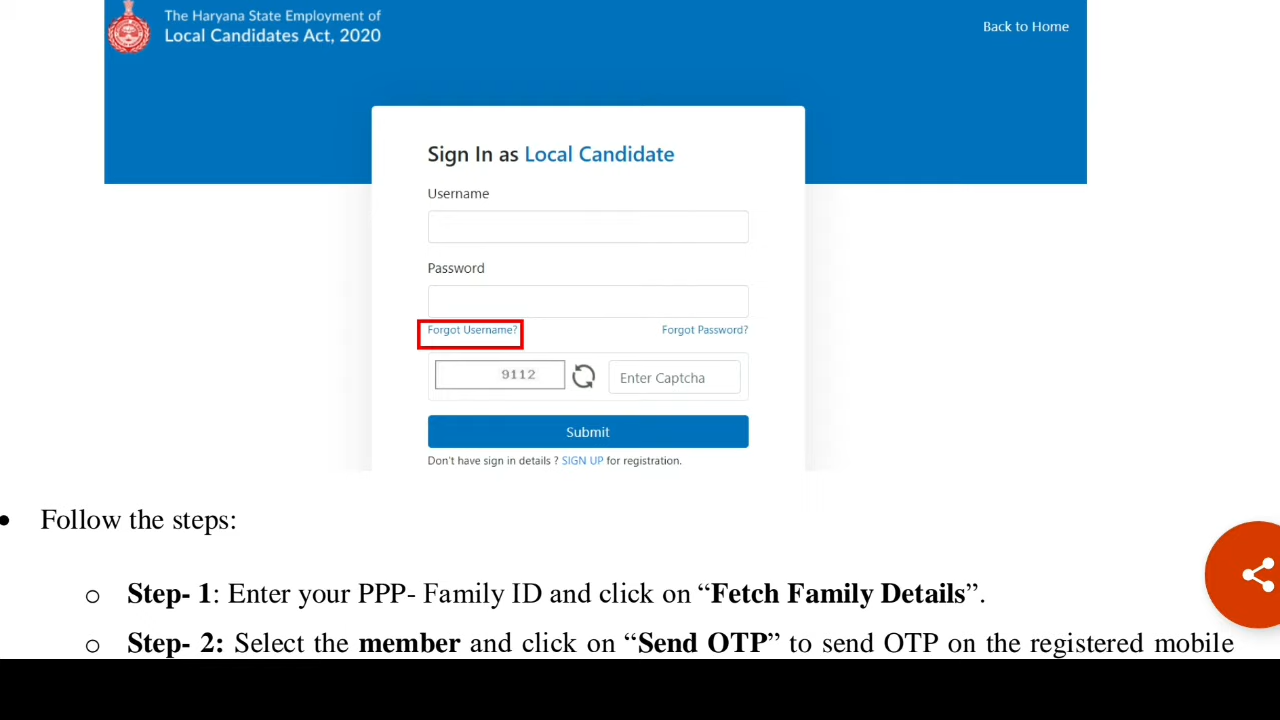 The Haryana State Employment of
Local Candidates Act, 2020
Back to Home
Sign In as Local Candidate
Username
Password
Forgot Username? Forgot Password?
9112 Enter Captcha
Submit
Don't have sign in details ? SIGN UP for registration.
• Follow the steps:
o Step- 1: Enter your PPP- Family ID and click on “Fetch Family Details”.
o Step- 2: Select the member and click on “Send OTP” to send OTP on the registered mobile